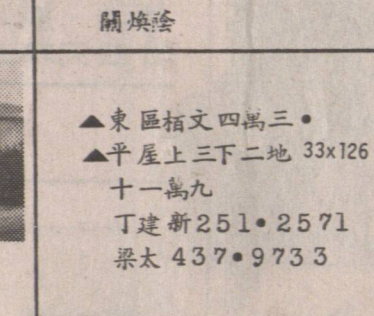 關煥蔭
▲東區栢文四萬三•
▲平屋上三下二地 33x126
十一萬九
丁建新251•2571
梁太 437•9733